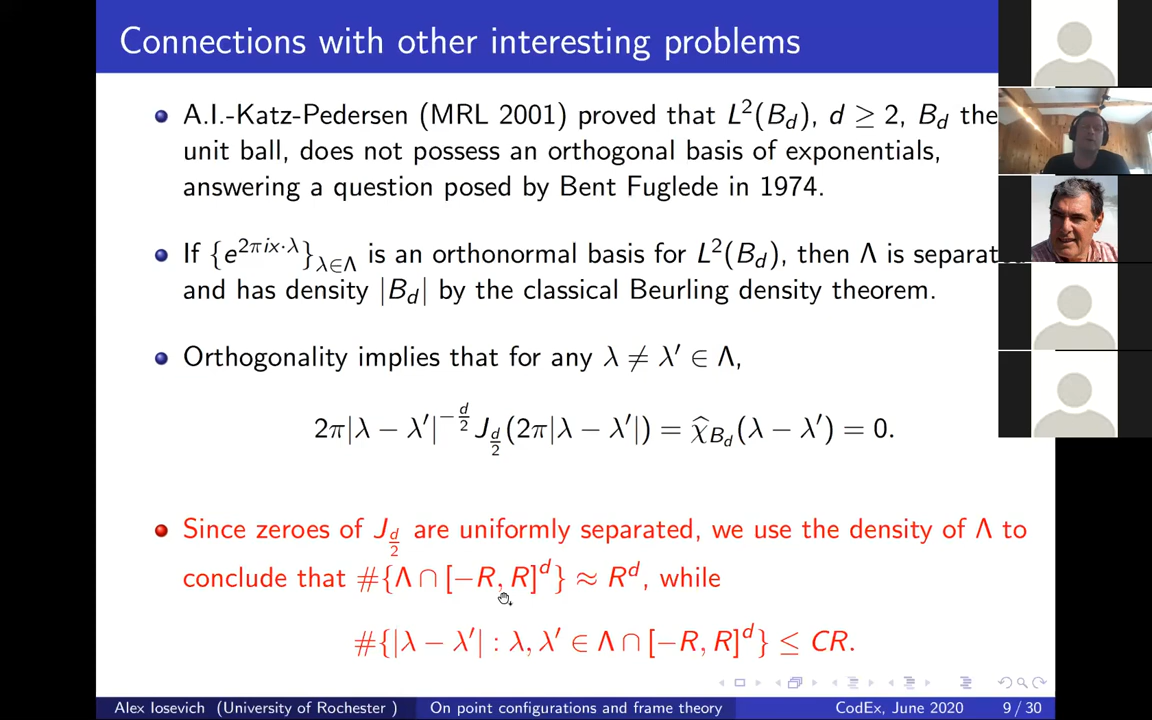 Connections with other interesting problems
A.I.-Katz-Pedersen (MRL 2001) proved that L²(B_d), d ≥ 2, B_d the
unit ball, does not possess an orthogonal basis of exponentials,
answering a question posed by Bent Fuglede in 1974.
If {e^{2πix·λ}}_{λ∈Λ} is an orthonormal basis for L²(B_d), then Λ is
and has density |B_d| by the classical Beurling density theorem.
Orthogonality implies that for any λ ≠ λ′ ∈ Λ,
2π|λ − λ′|^{−d/2} J_{d/2}(2π|λ − λ′|) = χ̂_{B_d}(λ − λ′) = 0.
Since zeroes of J_{d/2} are uniformly separated, we use the density of Λ to
conclude that #{Λ ∩ [−R, R]^d} ≈ R^d, while
#{|λ − λ′| : λ, λ′ ∈ Λ ∩ [−R, R]^d} ≤ CR.
Alex Iosevich (University of Rochester ) On point configurations and frame theory CodEx, June 2020 9 / 30